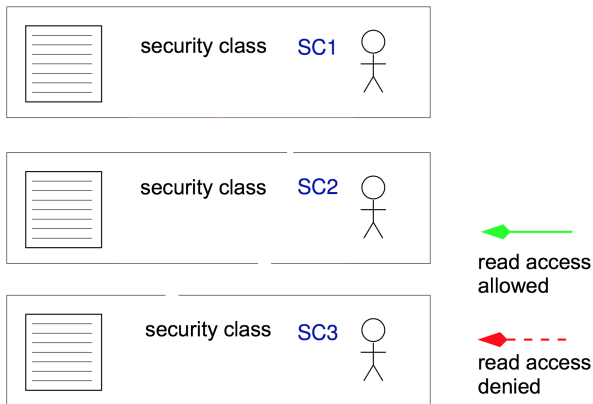 security class SC1
security class SC2
read access
allowed
security class SC3
read access
denied